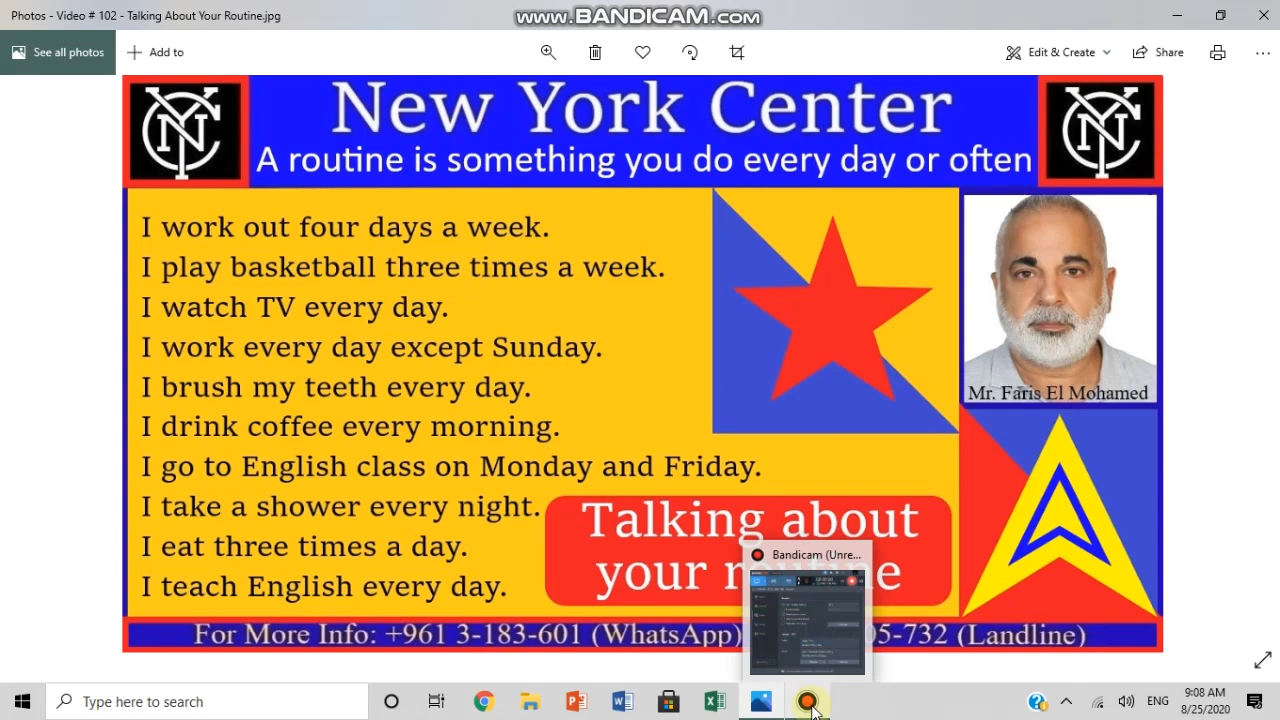 Photos - Video # 102 - Talking About Your Routine.jpg
www.BANDICAM.com
See all photos
Add to
Edit & Create
Share
New York Center
A routine is something you do every day or often
I work out four days a week.
I play basketball three times a week.
I watch TV every day.
I work every day except Sunday.
I brush my teeth every day.
I drink coffee every morning.
I go to English class on Monday and Friday.
I take a shower every night.
I eat three times a day.
I teach English every day.
Mr. Faris El Mohamed
Talking about
your routine
Bandicam (Unre...
For More Info: (WhatsApp) 05-732 (Landline)
Type here to search
ENG
9:08 AM
8/25/2020